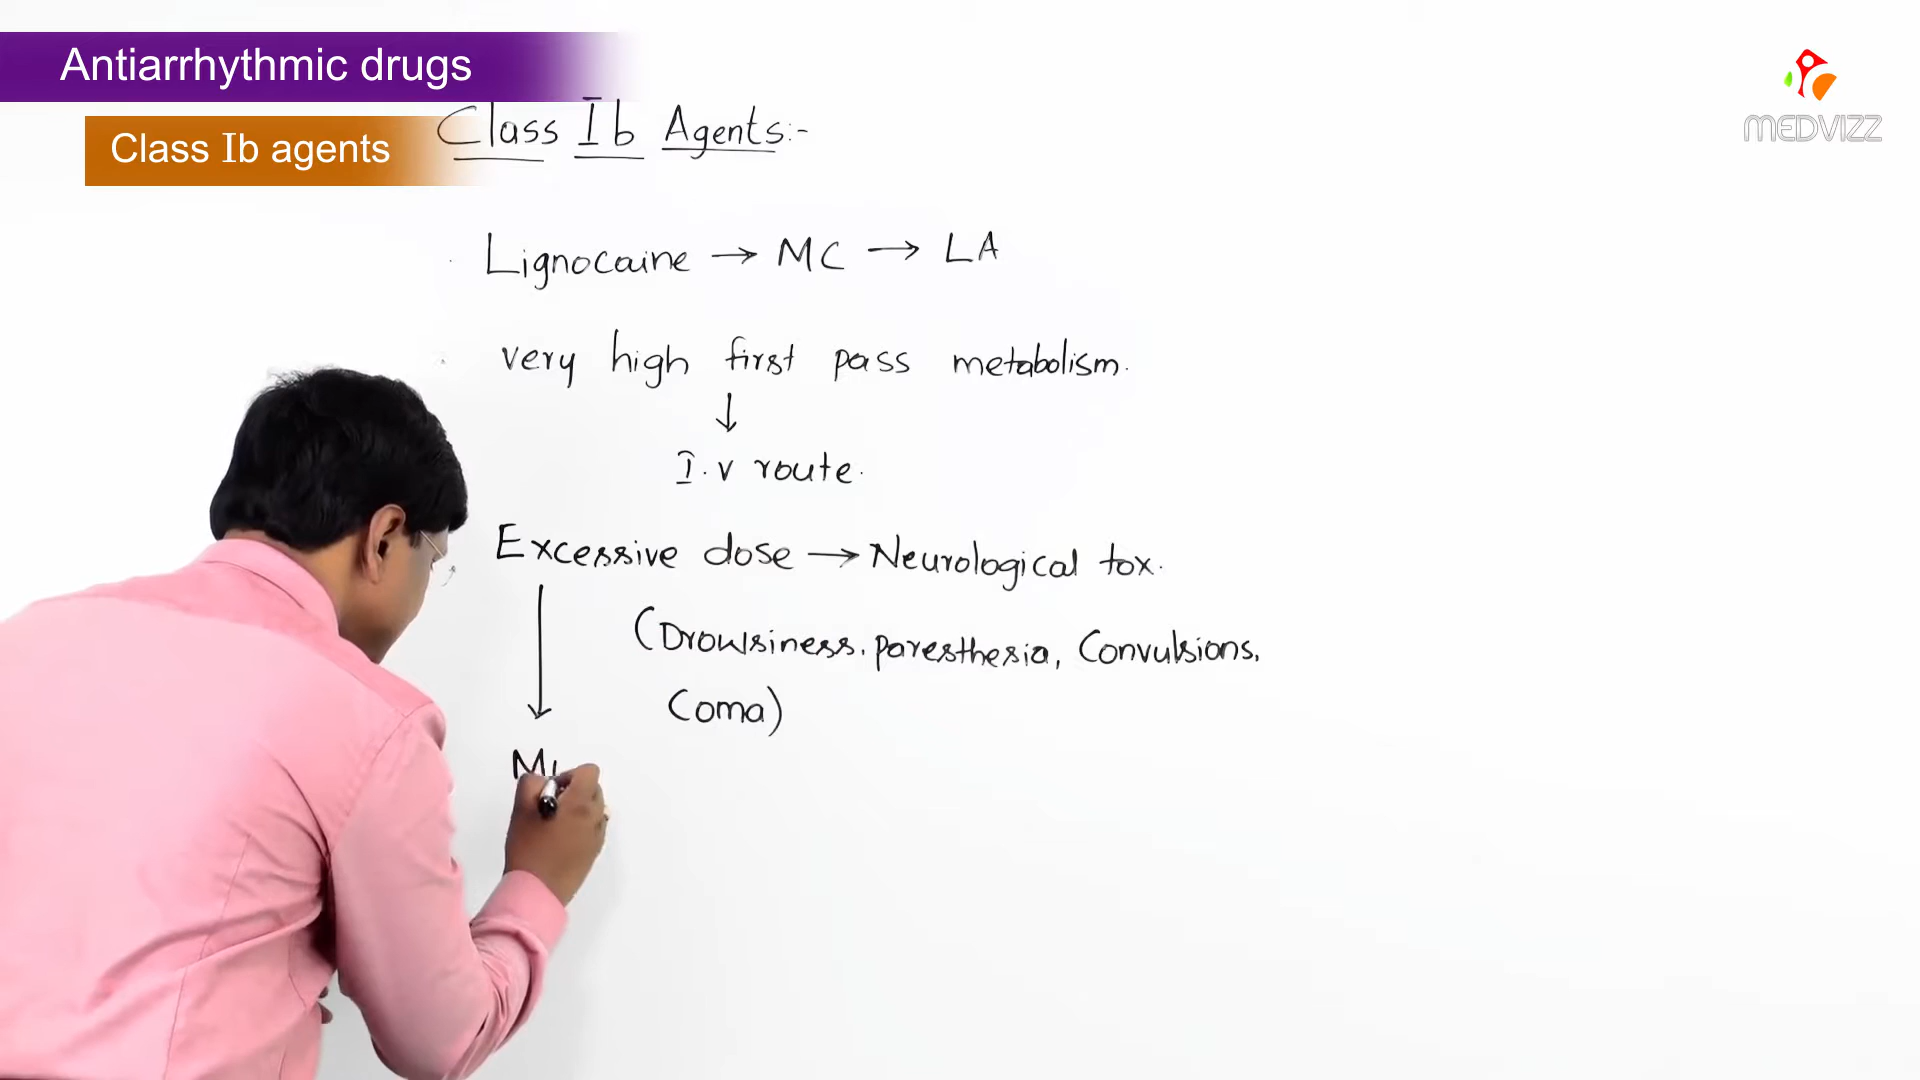 Antiarrhythmic drugs
Class Ib agents
MEDVIZZ
Class Ib Agents:-
Lignocaine → MC → LA
very high first pass metabolism.
↓
I.v route.
Excessive dose → Neurological tox.
(Drowsiness, paresthesia, Convulsions,
Coma)